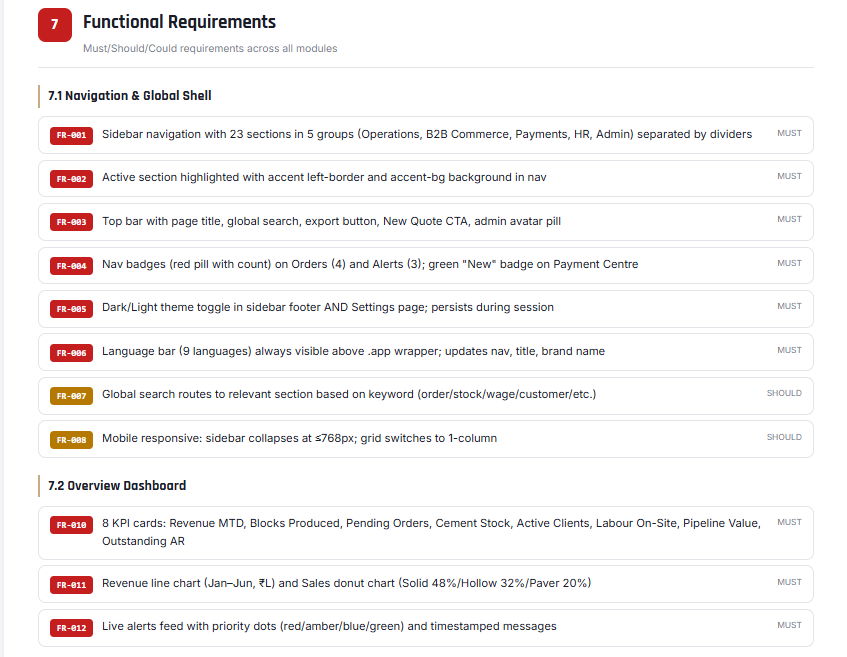 7
Functional Requirements
Must/Should/Could requirements across all modules
7.1 Navigation & Global Shell
FR-001 Sidebar navigation with 23 sections in 5 groups (Operations, B2B Commerce, Payments, HR, Admin) separated by dividers MUST
FR-002 Active section highlighted with accent left-border and accent-bg background in nav MUST
FR-003 Top bar with page title, global search, export button, New Quote CTA, admin avatar pill MUST
FR-004 Nav badges (red pill with count) on Orders (4) and Alerts (3); green "New" badge on Payment Centre MUST
FR-005 Dark/Light theme toggle in sidebar footer AND Settings page; persists during session MUST
FR-006 Language bar (9 languages) always visible above .app wrapper; updates nav, title, brand name MUST
FR-007 Global search routes to relevant section based on keyword (order/stock/wage/customer/etc.) SHOULD
FR-008 Mobile responsive: sidebar collapses at ≤768px; grid switches to 1-column SHOULD
7.2 Overview Dashboard
FR-010 8 KPI cards: Revenue MTD, Blocks Produced, Pending Orders, Cement Stock, Active Clients, Labour On-Site, Pipeline Value, MUST
Outstanding AR
FR-011 Revenue line chart (Jan–Jun, ₹L) and Sales donut chart (Solid 48%/Hollow 32%/Paver 20%) MUST
FR-012 Live alerts feed with priority dots (red/amber/blue/green) and timestamped messages MUST